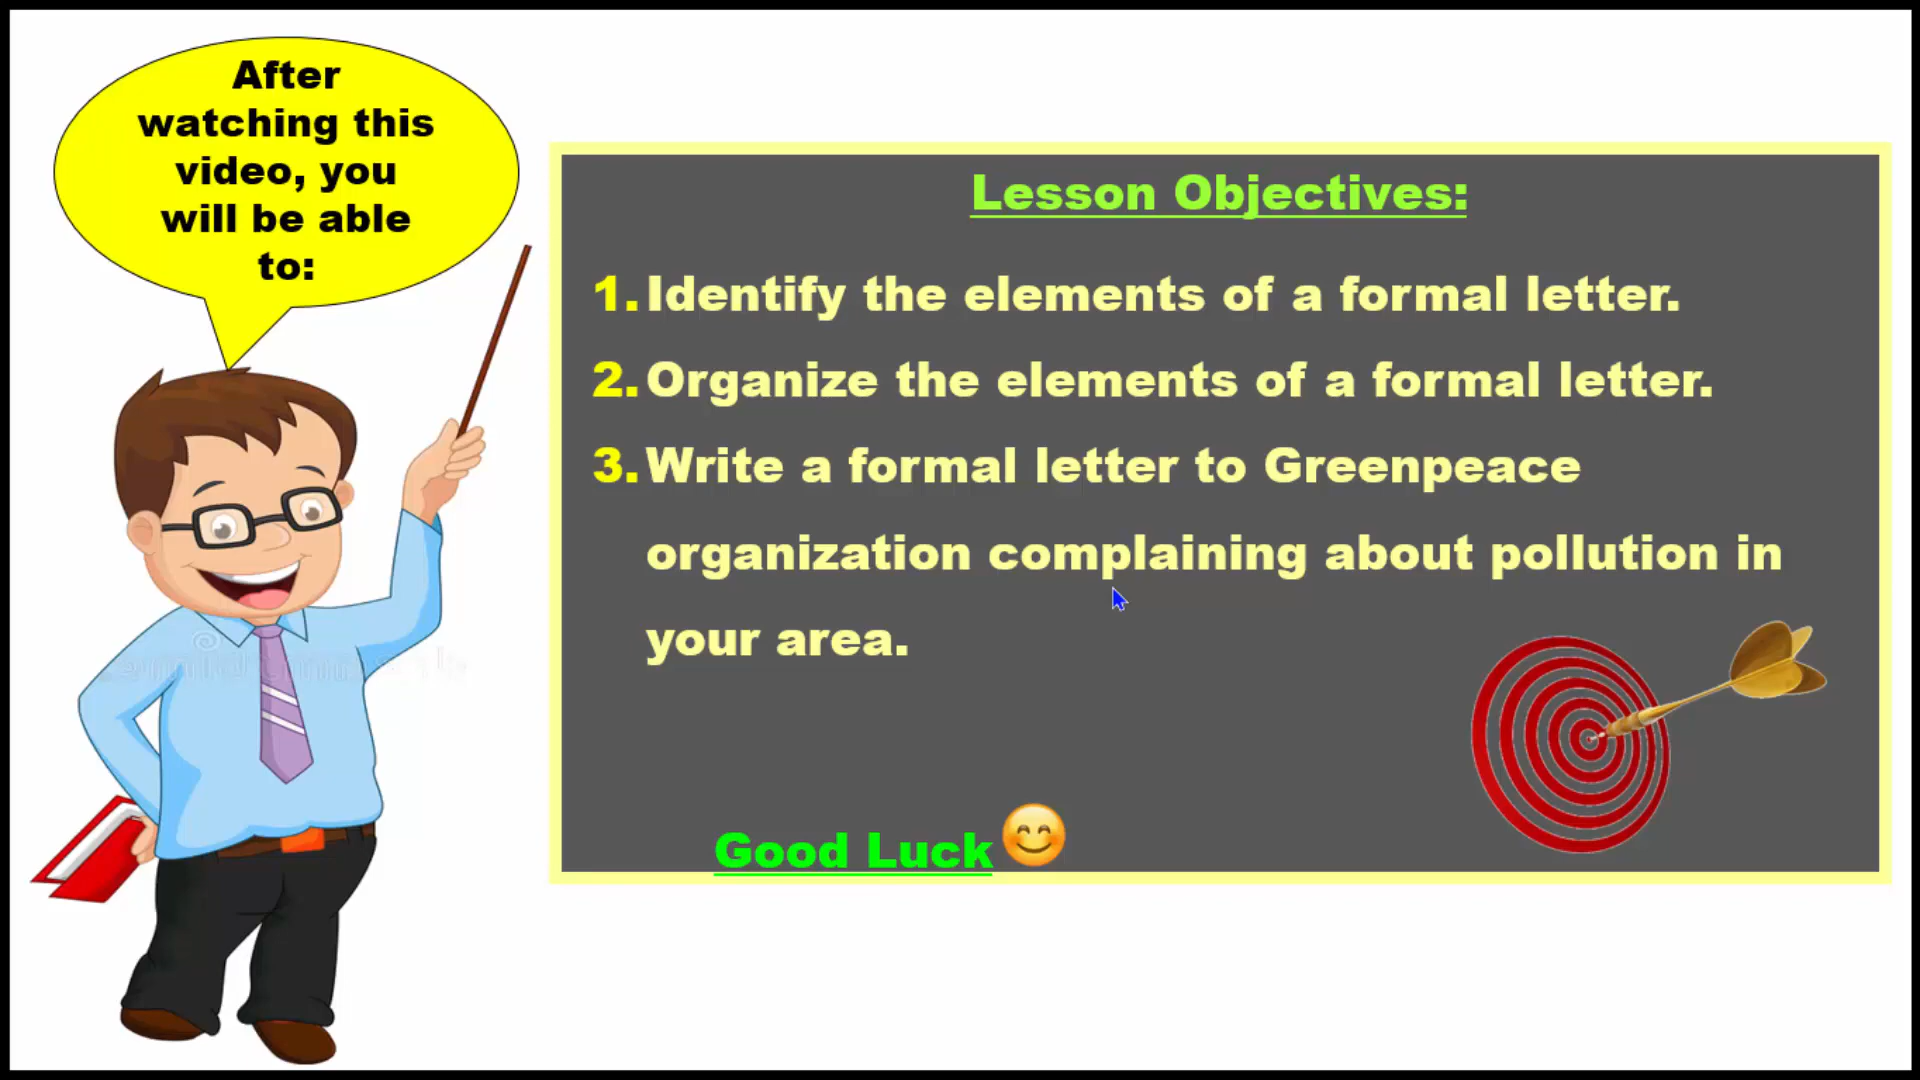 After
watching this
video, you
will be able
to:
Lesson Objectives:
1. Identify the elements of a formal letter.
2. Organize the elements of a formal letter.
3. Write a formal letter to Greenpeace
organization complaining about pollution in
your area.
Good Luck😊